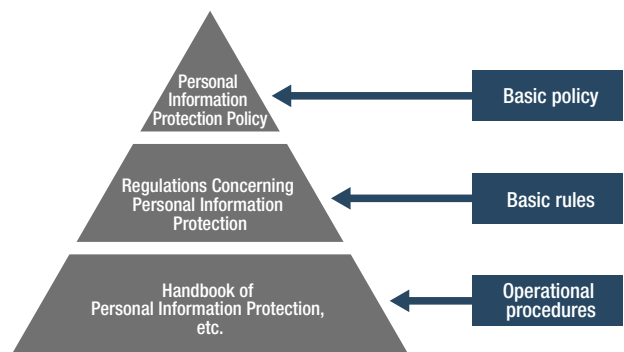 Personal
Information
Protection Policy
Basic policy
Regulations Concerning
Personal Information
Protection
Basic rules
Handbook of
Personal Information Protection,
etc.
Operational
procedures